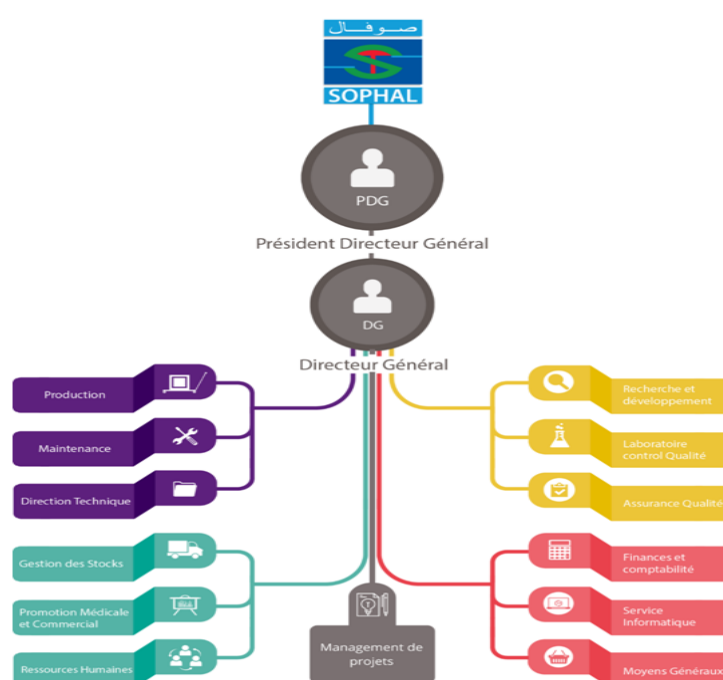 صوفال
SOPHAL
PDG
Président Directeur Général
DG
Directeur Général
Production
Maintenance
Direction Technique
Gestion des Stocks
Promotion Médicale
et Commercial
Ressources Humaines
Management de
projets
Recherche et
développement
Laboratoire
control Qualité
Assurance Qualité
Finances et
comptabilité
Service
Informatique
Moyens Généraux